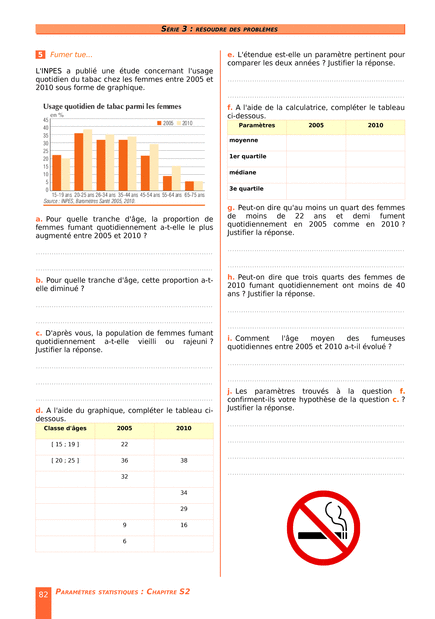 SÉRIE 3 : RÉSOUDRE DES PROBLÈMES
5 Fumer tue...
L'INPES a publié une étude concernant l'usage
quotidien du tabac chez les femmes entre 2005 et
2010 sous forme de graphique.
Usage quotidien de tabac parmi les femmes
en %
2005 2010
45
40
35
30
25
20
15
10
5
0
15-19 ans 20-25 ans 26-34 ans 35-44 ans 45-54 ans 55-64 ans 65-75 ans
Source : INPES, Baromètres Santé 2005, 2010.
a. Pour quelle tranche d'âge, la proportion de
femmes fumant quotidiennement a-t-elle le plus
augmenté entre 2005 et 2010 ?
b. Pour quelle tranche d'âge, cette proportion a-t-
elle diminué ?
c. D'après vous, la population de femmes fumant
quotidiennement a-t-elle vieilli ou rajeuni ?
Justifier la réponse.
d. A l'aide du graphique, compléter le tableau ci-
dessous.
Classe d'âges 2005 2010
[ 15 ; 19 ] 22
[ 20 ; 25 ] 36 38
32
34
29
9 16
6
e. L'étendue est-elle un paramètre pertinent pour
comparer les deux années ? Justifier la réponse.
f. A l'aide de la calculatrice, compléter le tableau
ci-dessous.
Paramètres 2005 2010
moyenne
1er quartile
médiane
3e quartile
g. Peut-on dire qu'au moins un quart des femmes
de moins de 22 ans et demi fument
quotidiennement en 2005 comme en 2010 ?
Justifier la réponse.
h. Peut-on dire que trois quarts des femmes de
2010 fumant quotidiennement ont moins de 40
ans ? Justifier la réponse.
i. Comment l'âge moyen des fumeuses
quotidiennes entre 2005 et 2010 a-t-il évolué ?
j. Les paramètres trouvés à la question f.
confirment-ils votre hypothèse de la question c. ?
Justifier la réponse.
82 PARAMÈTRES STATISTIQUES : CHAPITRE S2